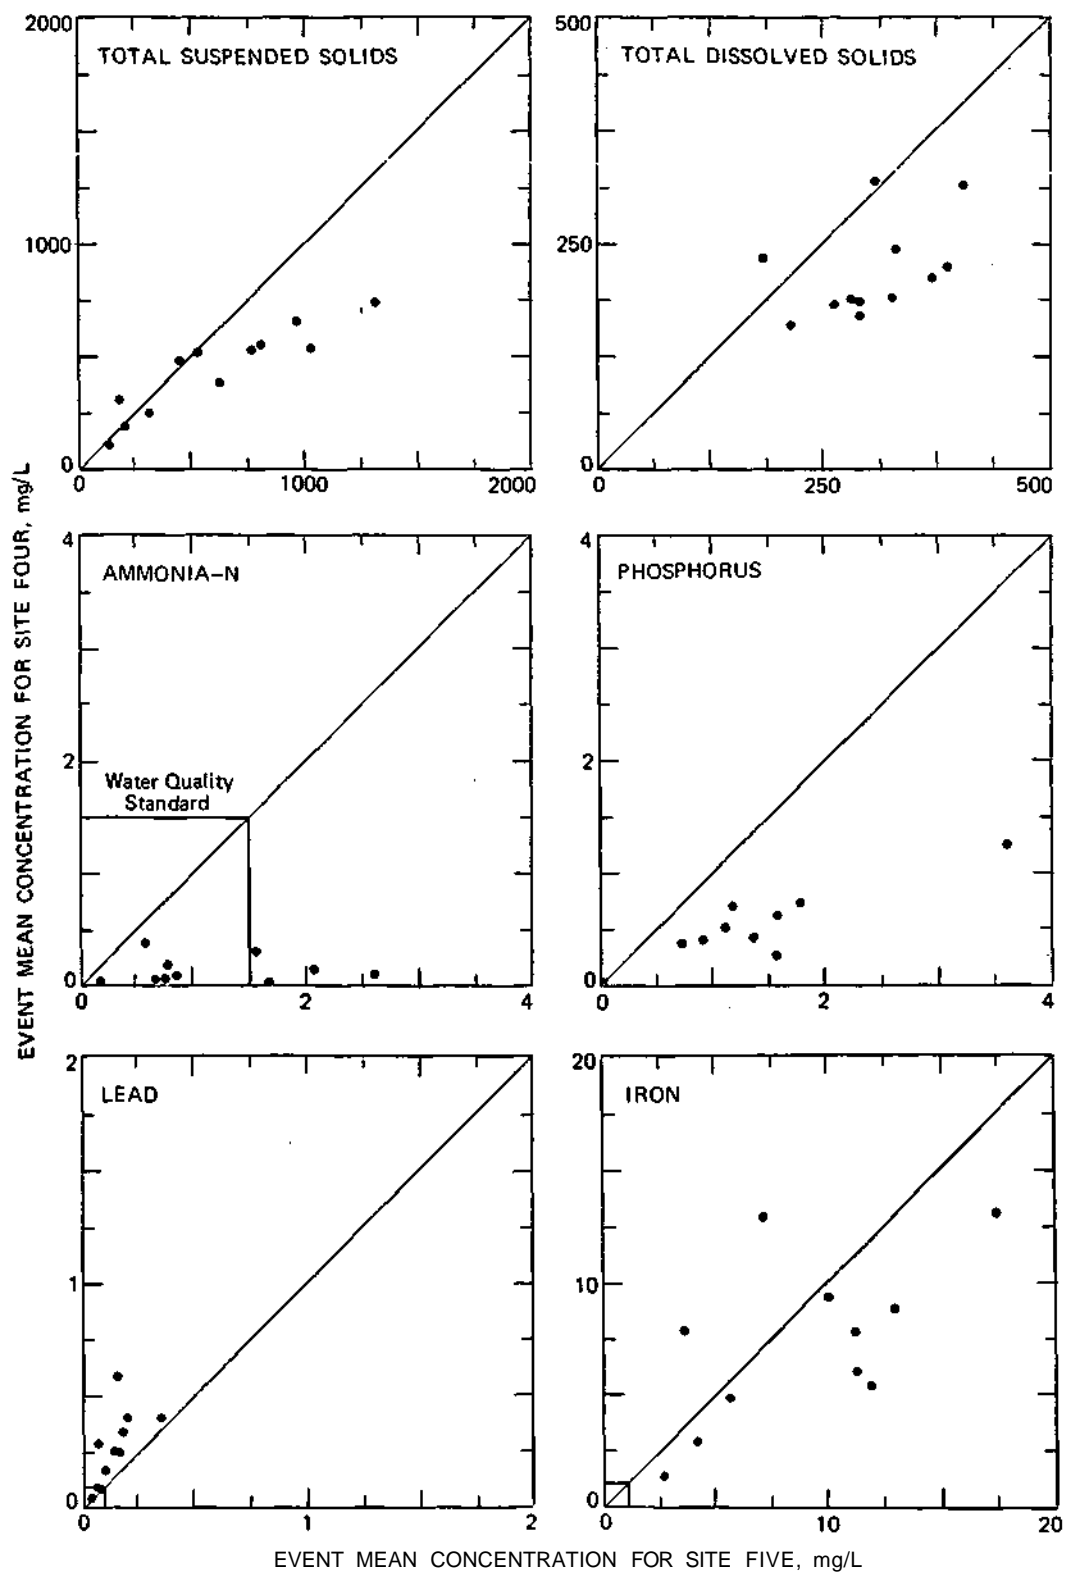 2000
TOTAL SUSPENDED SOLIDS
1000
0
0 1000 2000
500
TOTAL DISSOLVED SOLIDS
250
0
0 250 500
EVENT MEAN CONCENTRATION FOR SITE FOUR, mg/L
4
AMMONIA–N
2
Water Quality
Standard
0
0 2 4
4
PHOSPHORUS
2
0
0 2 4
2
LEAD
1
0
0 1 2
20
IRON
10
0
0 10 20
EVENT MEAN CONCENTRATION FOR SITE FIVE, mg/L